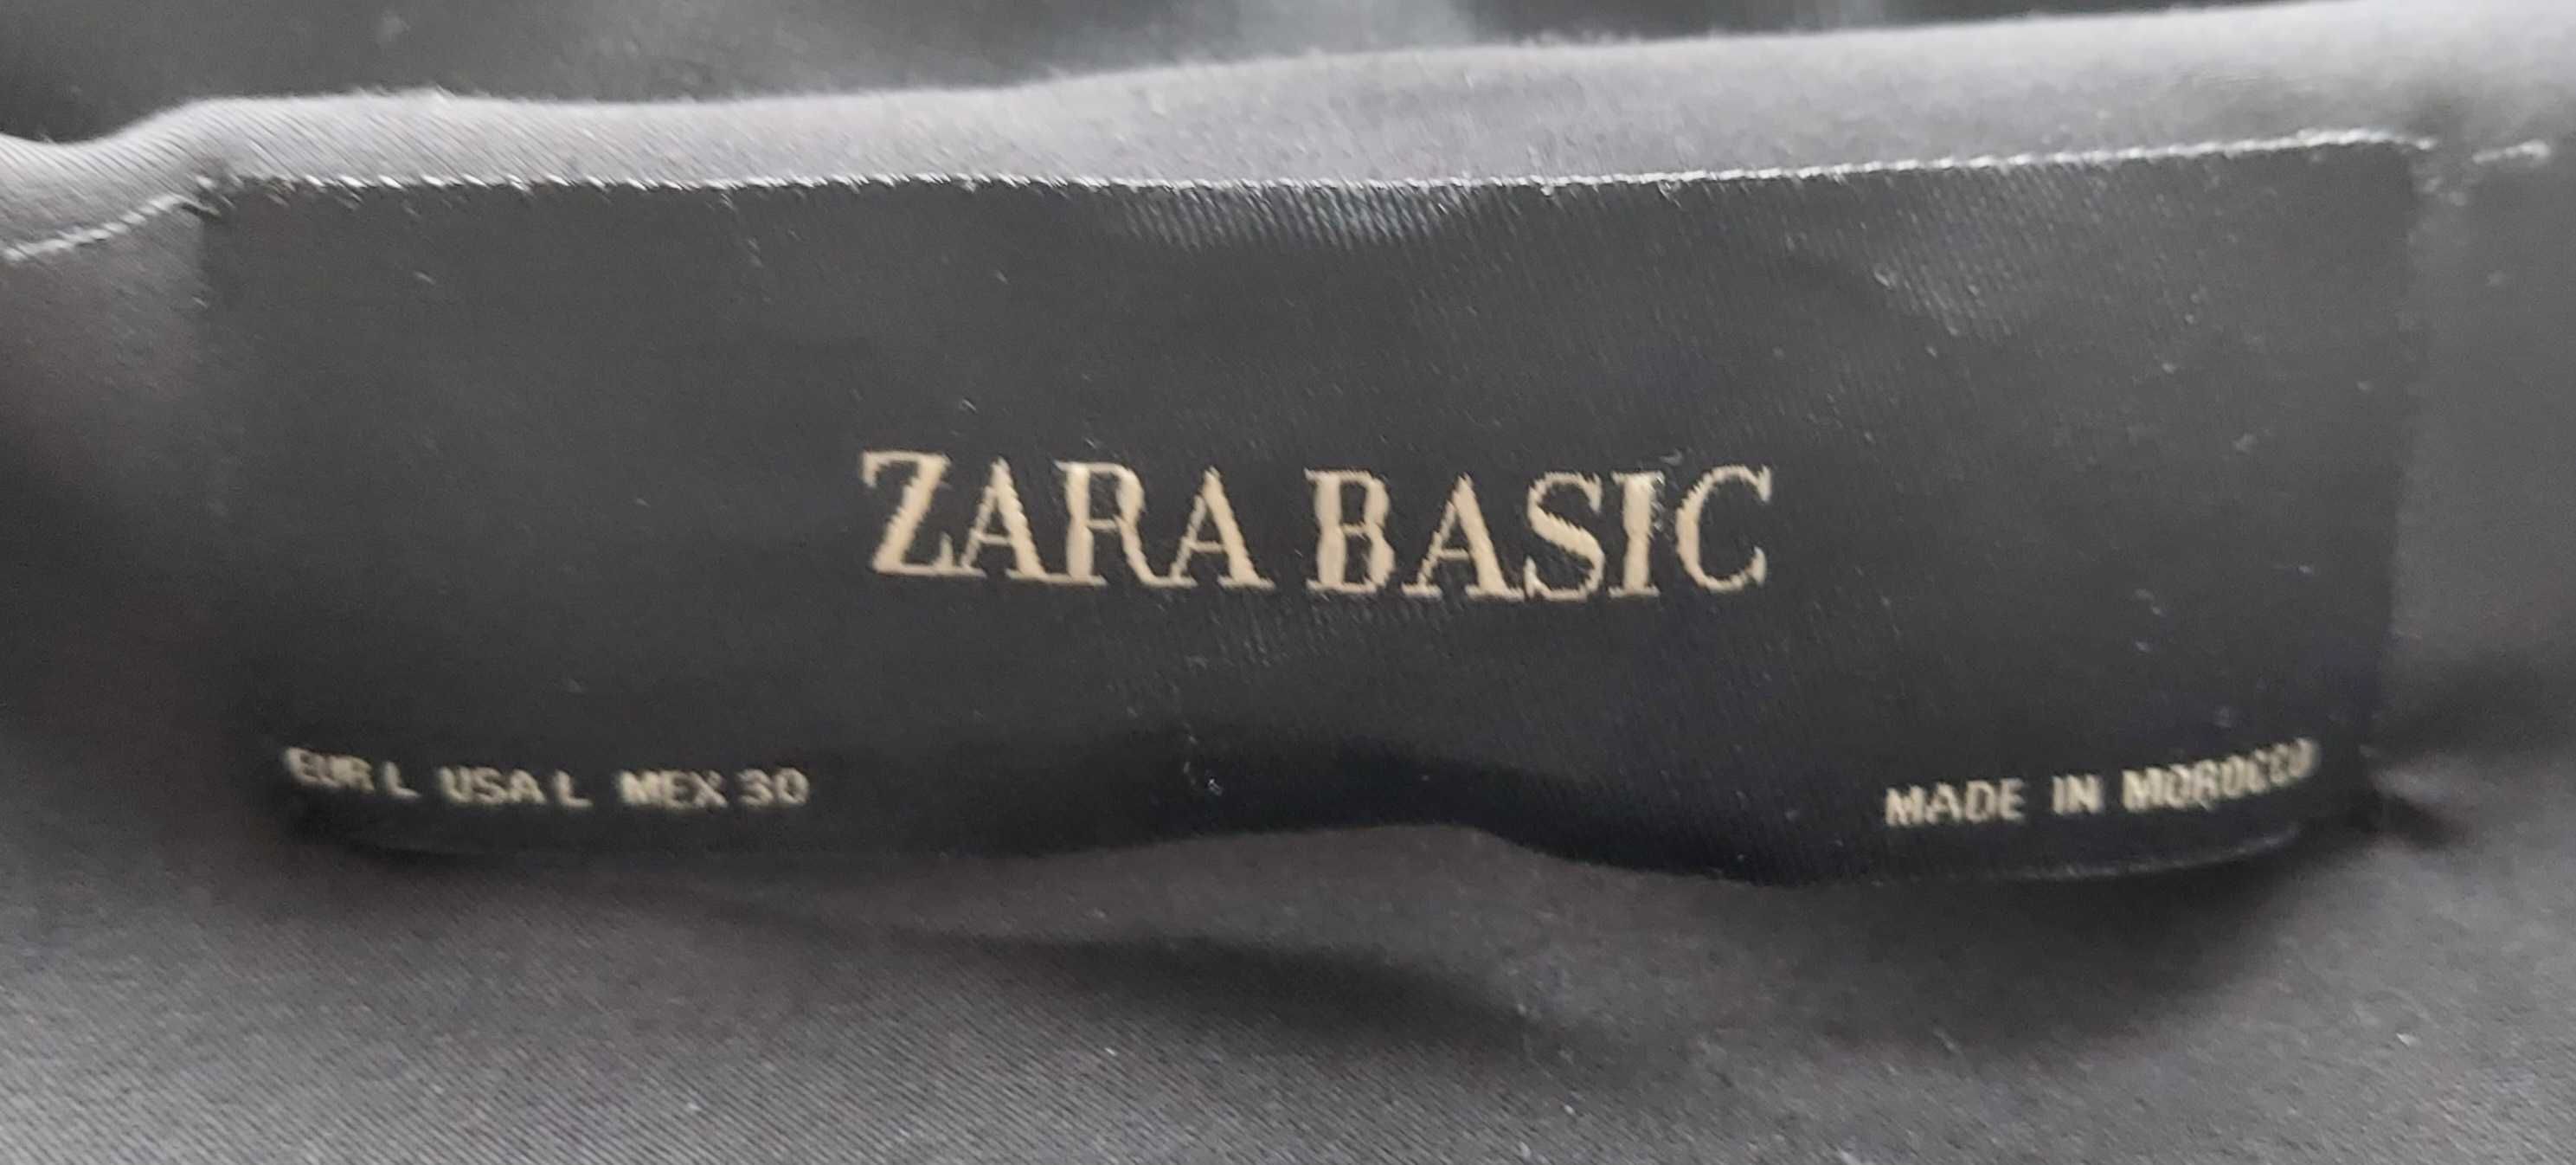 ZARA BASIC
EUR L USA L MEX 30
MADE IN MOROCCO